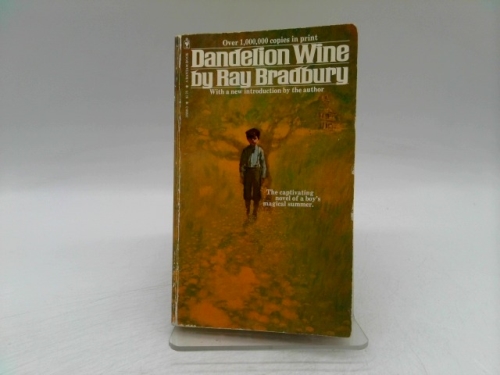 Over 1,000,000 copies in print
Dandelion Wine
by Ray Bradbury
With a new introduction by the author
The captivating
novel of a boy's
magical summer.